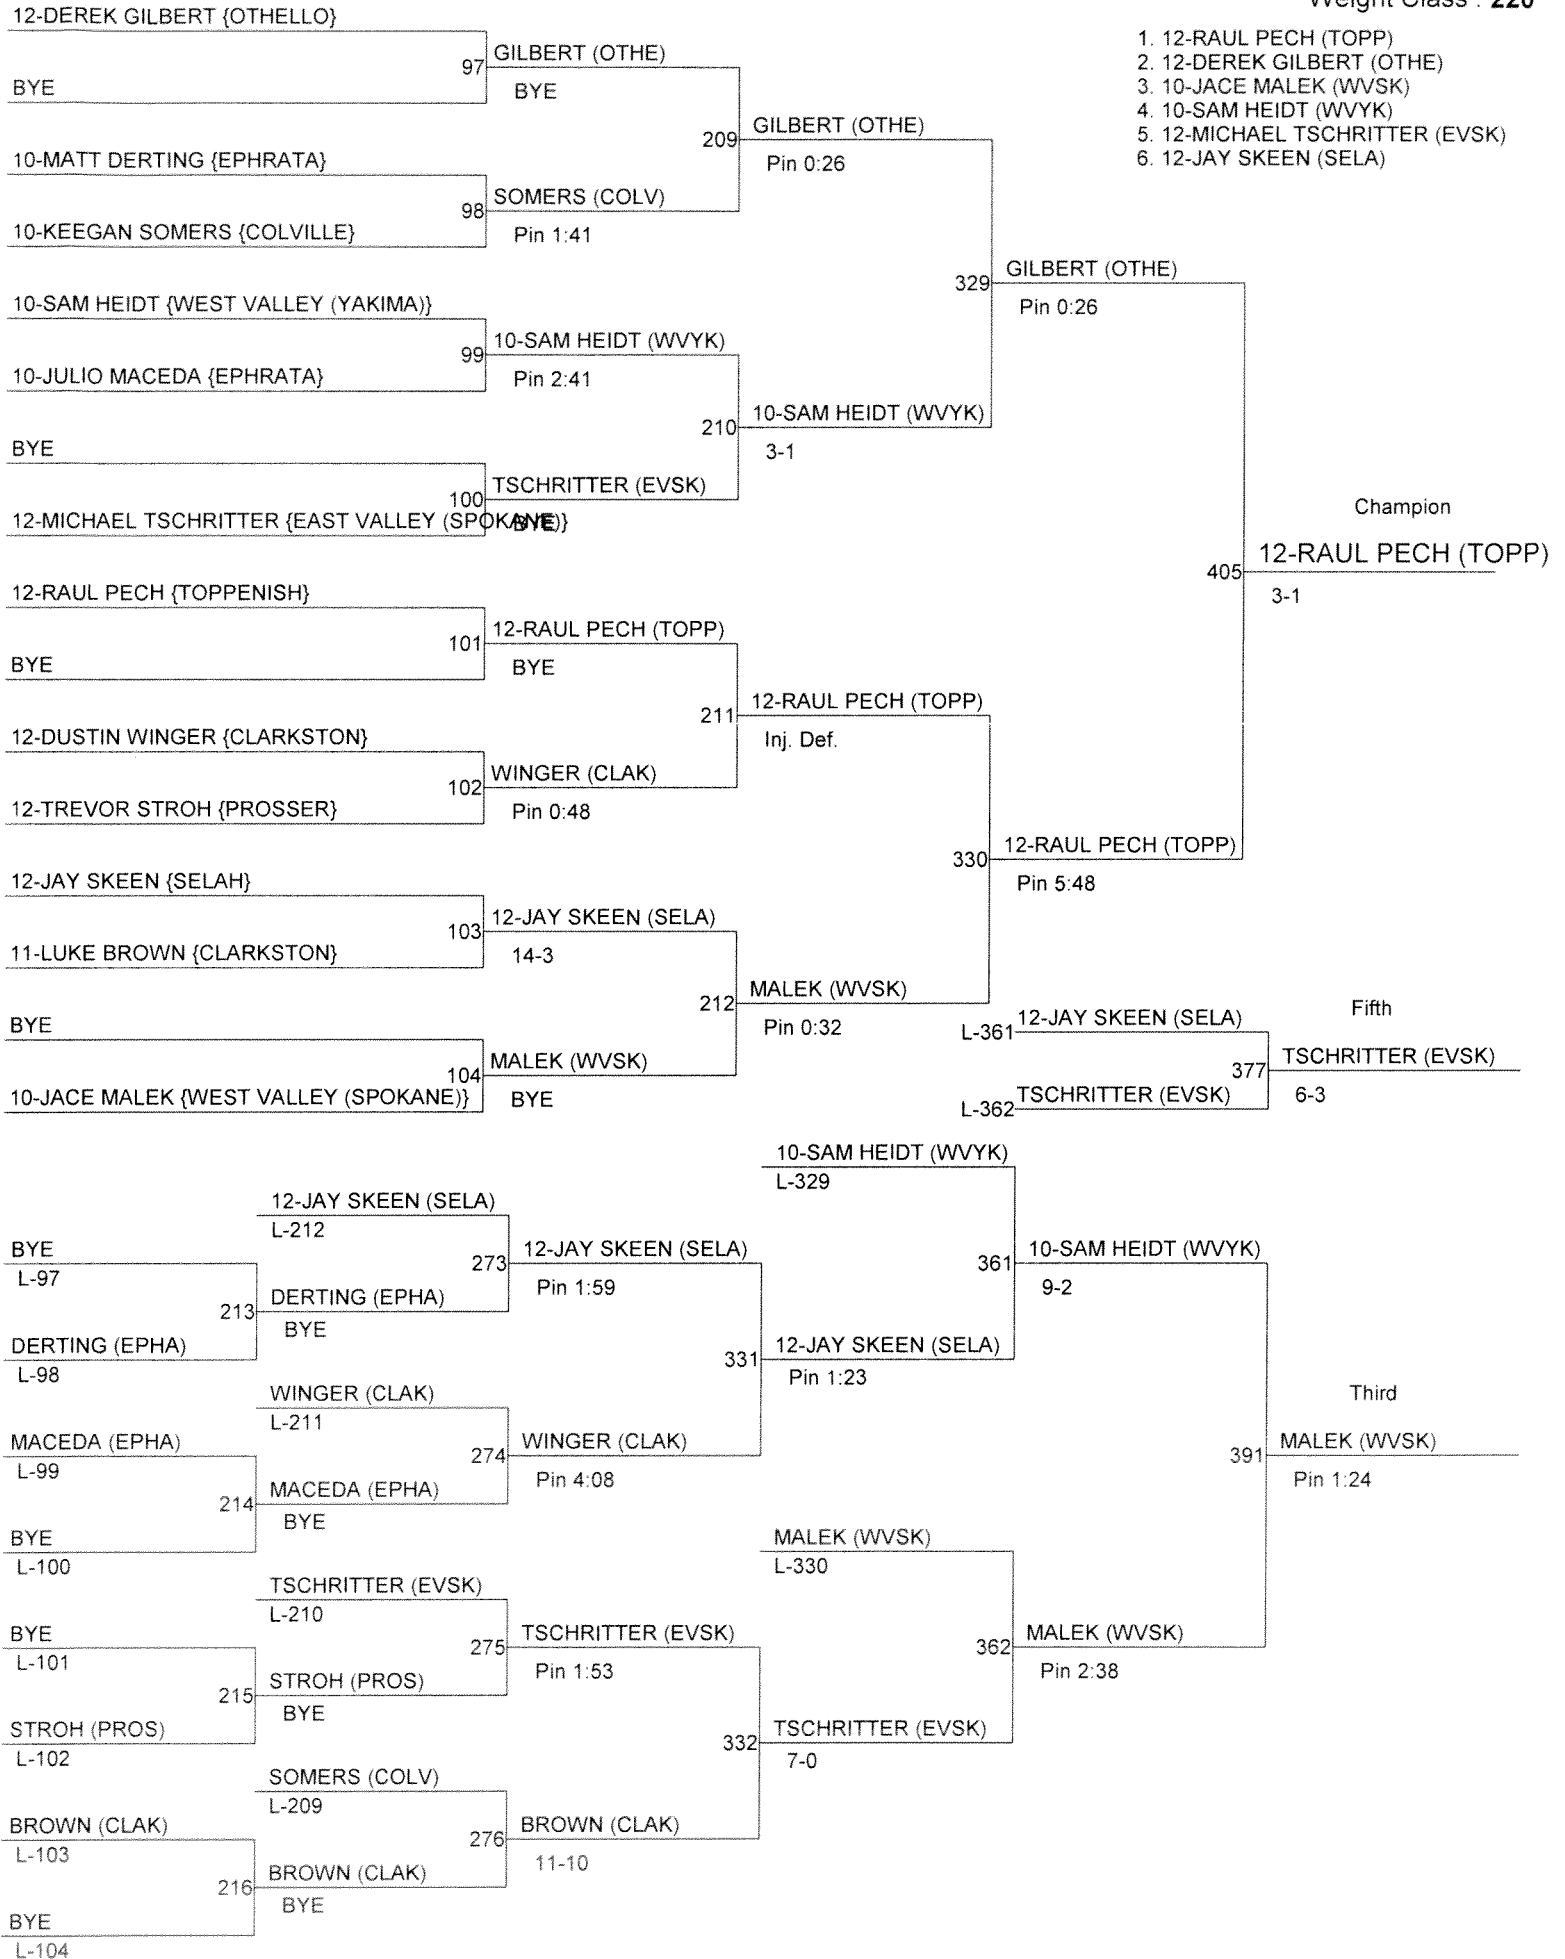 Weight Class : 220
1. 12-RAUL PECH (TOPP)
2. 12-DEREK GILBERT (OTHE)
3. 10-JACE MALEK (WVSK)
4. 10-SAM HEIDT (WVYK)
5. 12-MICHAEL TSCHRITTER (EVSK)
6. 12-JAY SKEEN (SELA)
12-DEREK GILBERT {OTHELLO}
97
BYE
GILBERT (OTHE)
BYE
10-MATT DERTING {EPHRATA}
98
10-KEEGAN SOMERS {COLVILLE}
SOMERS (COLV)
Pin 1:41
209
GILBERT (OTHE)
Pin 0:26
10-SAM HEIDT {WEST VALLEY (YAKIMA)}
99
10-JULIO MACEDA {EPHRATA}
10-SAM HEIDT (WVYK)
Pin 2:41
BYE
100
12-MICHAEL TSCHRITTER {EAST VALLEY (SPOKANE)}
TSCHRITTER (EVSK)
BYE
210
10-SAM HEIDT (WVYK)
3-1
329
GILBERT (OTHE)
Pin 0:26
12-RAUL PECH {TOPPENISH}
101
BYE
12-RAUL PECH (TOPP)
BYE
12-DUSTIN WINGER {CLARKSTON}
102
12-TREVOR STROH {PROSSER}
WINGER (CLAK)
Pin 0:48
211
12-RAUL PECH (TOPP)
Inj. Def.
12-JAY SKEEN {SELAH}
103
11-LUKE BROWN {CLARKSTON}
12-JAY SKEEN (SELA)
14-3
BYE
104
10-JACE MALEK {WEST VALLEY (SPOKANE)}
MALEK (WVSK)
BYE
212
MALEK (WVSK)
Pin 0:32
330
12-RAUL PECH (TOPP)
Pin 5:48
Champion
405
12-RAUL PECH (TOPP)
3-1
Fifth
L-361
12-JAY SKEEN (SELA)
L-362
TSCHRITTER (EVSK)
377
TSCHRITTER (EVSK)
6-3
BYE
L-97
213
DERTING (EPHA)
L-98
12-JAY SKEEN (SELA)
L-212
DERTING (EPHA)
BYE
273
12-JAY SKEEN (SELA)
Pin 1:59
MACEDA (EPHA)
L-99
214
BYE
L-100
WINGER (CLAK)
L-211
MACEDA (EPHA)
BYE
274
WINGER (CLAK)
Pin 4:08
10-SAM HEIDT (WVYK)
L-329
331
12-JAY SKEEN (SELA)
Pin 1:23
361
10-SAM HEIDT (WVYK)
9-2
BYE
L-101
215
STROH (PROS)
L-102
TSCHRITTER (EVSK)
L-210
STROH (PROS)
BYE
275
TSCHRITTER (EVSK)
Pin 1:53
BROWN (CLAK)
L-103
216
BYE
L-104
SOMERS (COLV)
L-209
BROWN (CLAK)
BYE
276
BROWN (CLAK)
11-10
MALEK (WVSK)
L-330
332
TSCHRITTER (EVSK)
7-0
362
MALEK (WVSK)
Pin 2:38
Third
391
MALEK (WVSK)
Pin 1:24